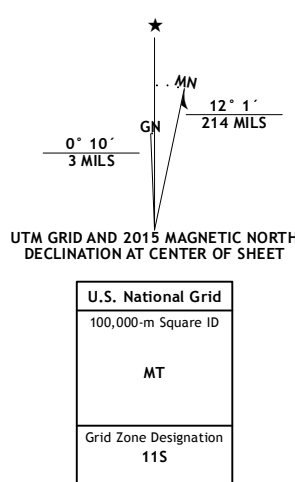 ★
MN
GN
12° 1´
214 MILS
0° 10´
3 MILS
UTM GRID AND 2015 MAGNETIC NORTH
DECLINATION AT CENTER OF SHEET
U.S. National Grid
100,000-m Square ID
MT
Grid Zone Designation
11S